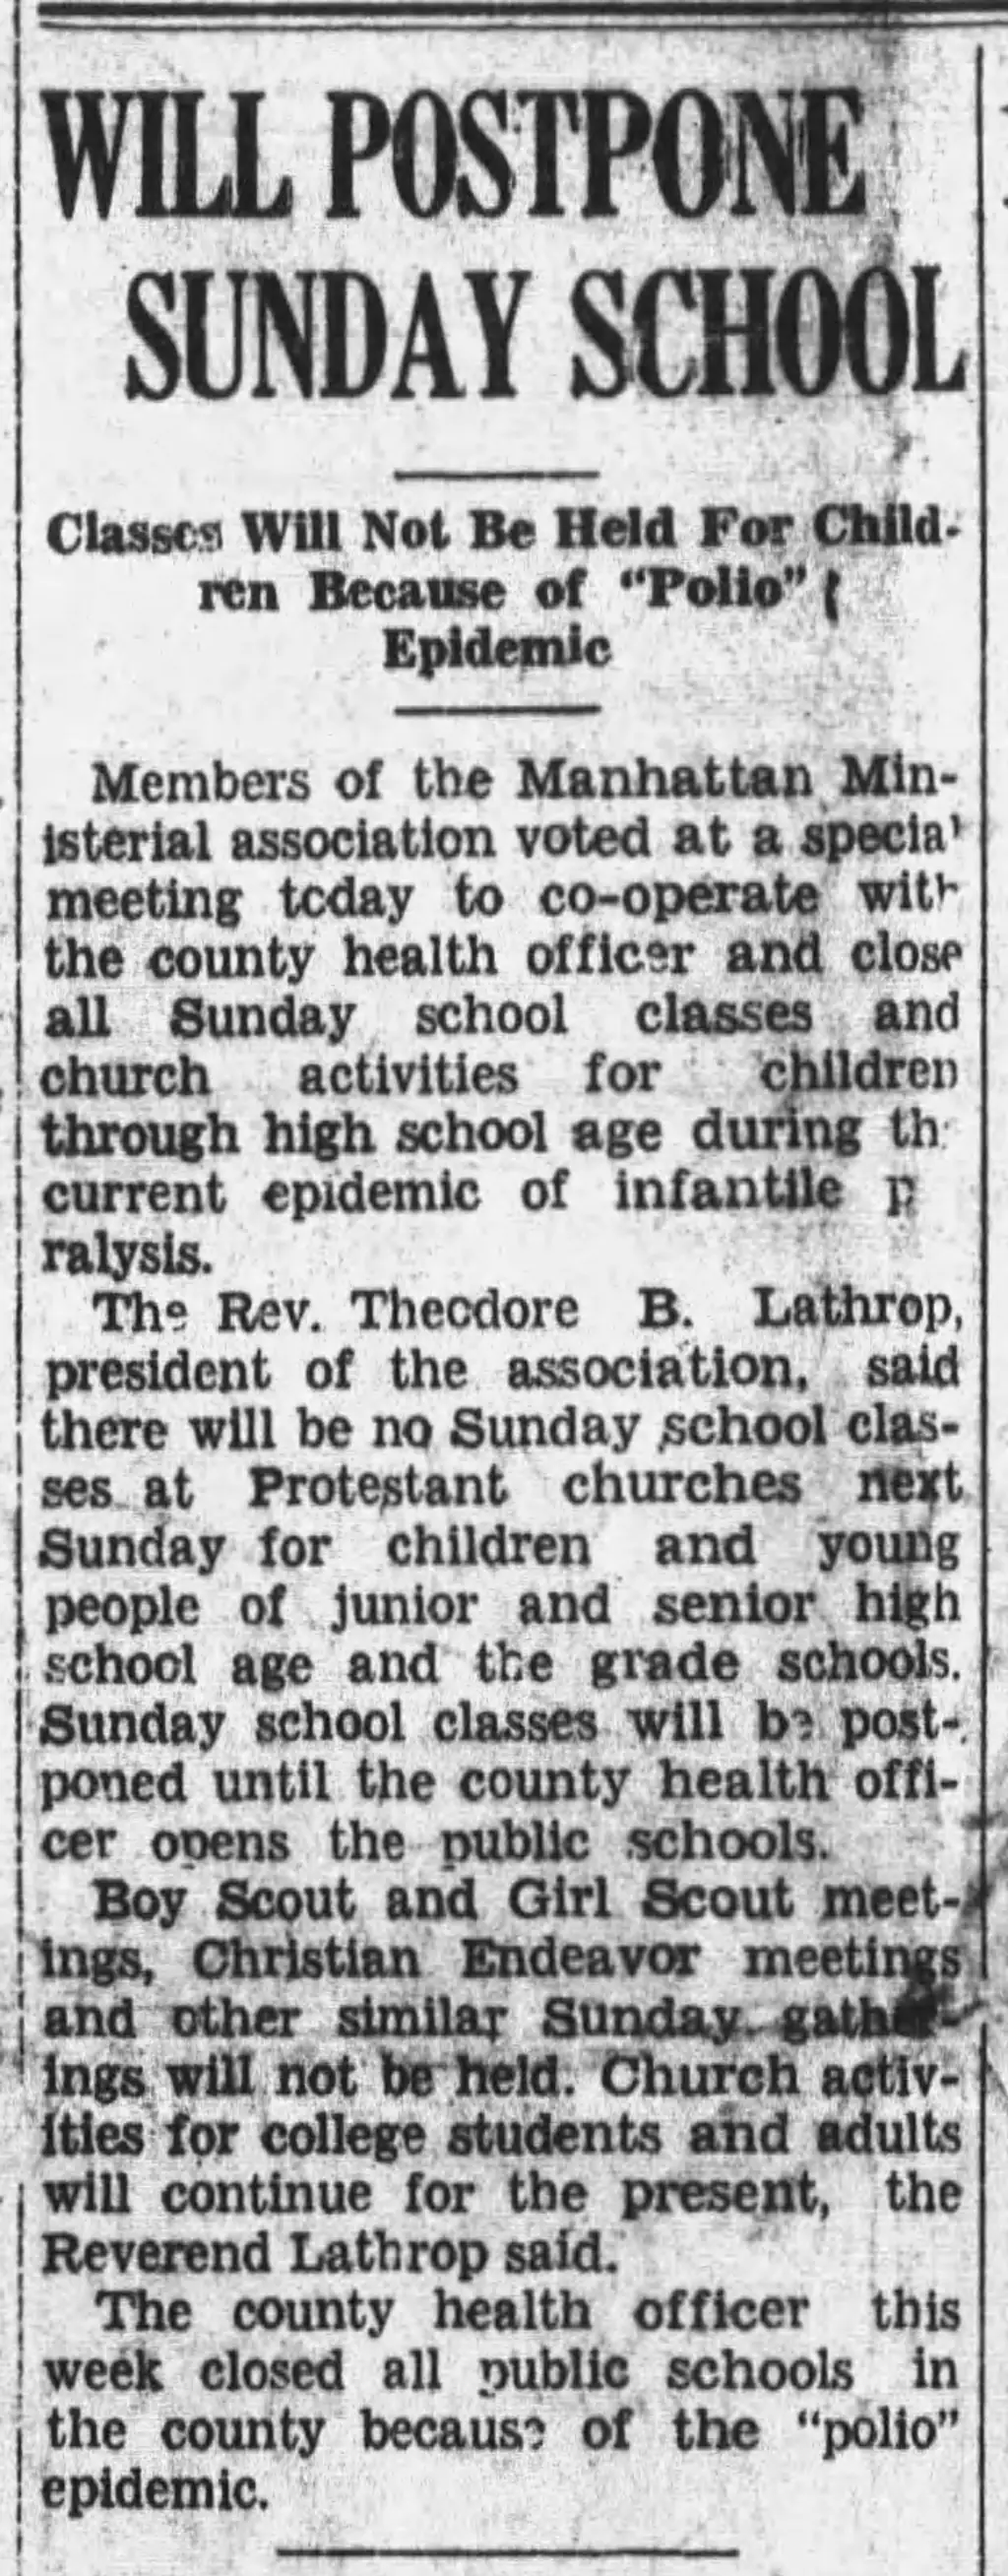 WILL POSTPONE
SUNDAY SCHOOL
Classes Will Not Be Held For Child-
ren Because of "Polio"
Epidemic
Members of the Manhattan Min-
isterial association voted at a special
meeting today to co-operate with
the county health officer and close
all Sunday school classes and
church activities for children
through high school age during the
current epidemic of infantile pa
ralysis.
The Rev. Theodore B. Lathrop,
president of the association, said
there will be no Sunday school clas-
ses at Protestant churches next
Sunday for children and young
people of junior and senior high
school age and the grade schools.
Sunday school classes will be post-
poned until the county health offi-
cer opens the public schools.
Boy Scout and Girl Scout meet-
ings, Christian Endeavor meetings
and other similar Sunday gather-
ings will not be held. Church activ-
ities for college students and adults
will continue for the present, the
Reverend Lathrop said.
The county health officer this
week closed all public schools in
the county because of the "polio"
epidemic.